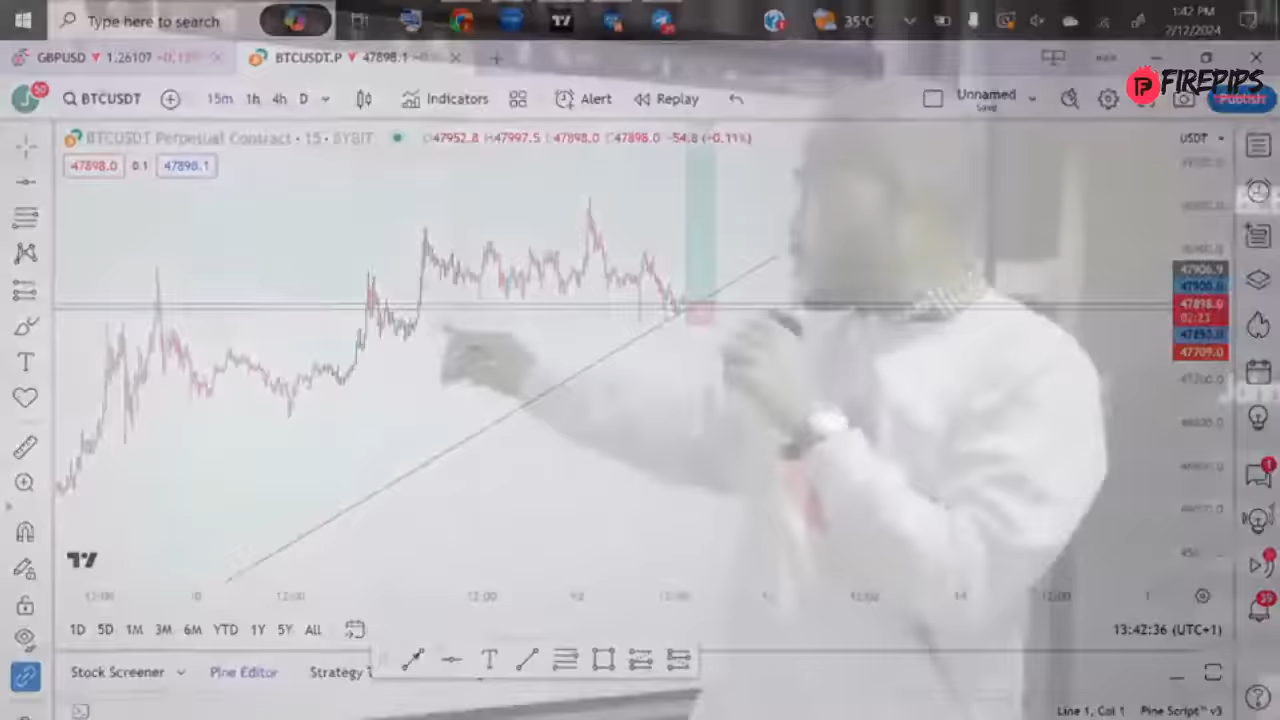 Type here to search
35°C
1:42 PM
2/12/2024
GBPUSD 1.26107
BTCUSDT.P 47898.1
FIREPIPS
BTCUSDT
15m 1h 4h D
Indicators
Alert
Replay
Unnamed
Save
Publish
BTCUSDT Perpetual Contract · 15 · BYBIT
O47952.8 H47997.5 L47898.0 C47898.0 -54.8 (-0.11%)
USDT
47898.0 0.1 47898.1
47906.9
47900.0
47898.0
02:23
47709.0
12:00
12:00
12:00
1D 5D 1M 3M 6M YTD 1Y 5Y All
13:42:36 (UTC+1)
Stock Screener
Pine Editor
Strategy
Line 1, Col 1 Pine Script™ v3